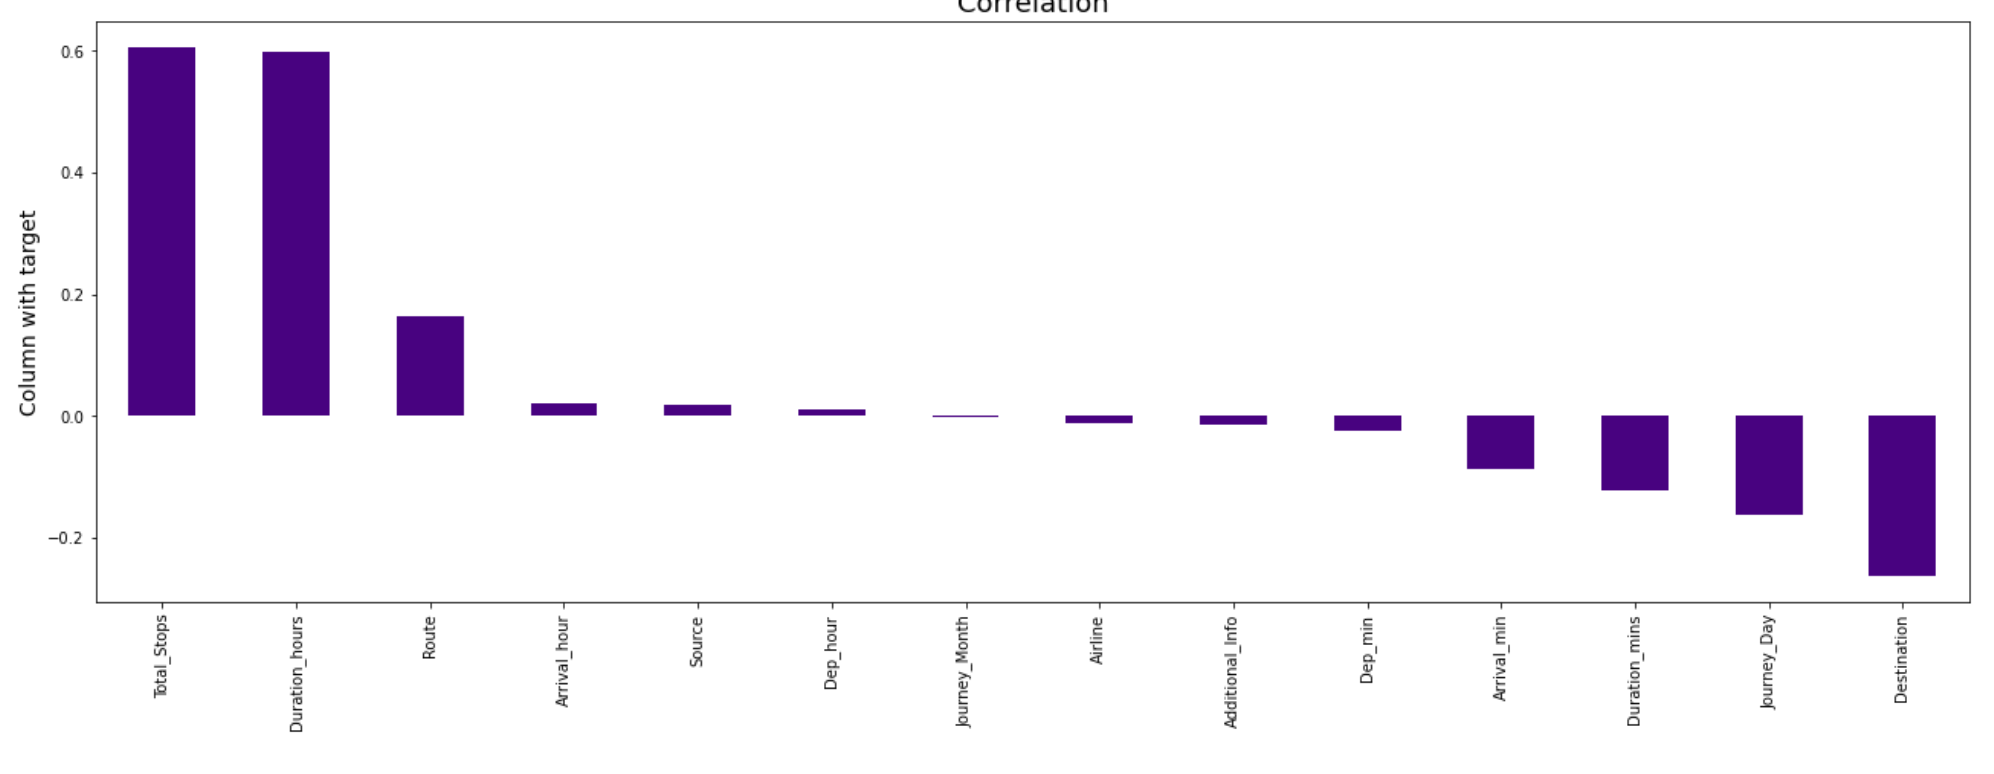 Correlation
0.6
0.4
0.2
0.0
−0.2
Column with target
Total_Stops
Duration_hours
Route
Arrival_hour
Source
Dep_hour
Journey_Month
Airline
Additional_Info
Dep_min
Arrival_min
Duration_mins
Journey_Day
Destination